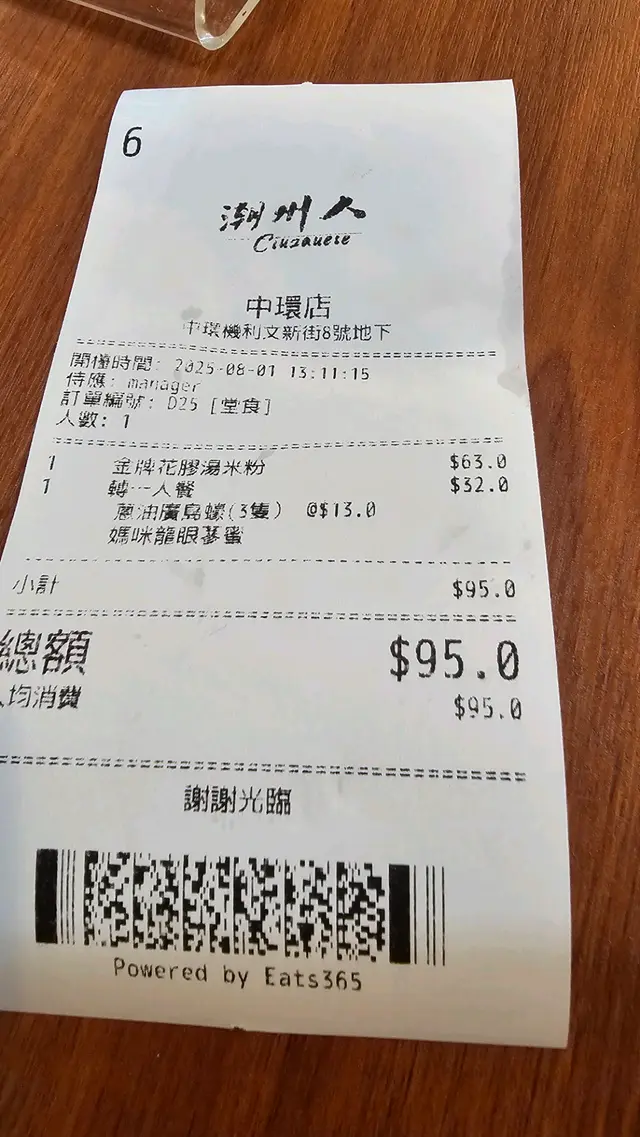 6
潮州人
Ciuzauese
中環店
中環機利文新街8號地下
開檯時間: 2025-08-01 13:11:15
侍應: manager
訂單編號: D25 [堂食]
人數: 1
1 金牌花膠湯米粉 $63.0
1 轉一人餐 $32.0
蔥油廣島蠔(3隻) @$13.0
媽咪龍眼蔘蜜
小計 $95.0
總額 $95.0
人均消費 $95.0
謝謝光臨
Powered by Eats365